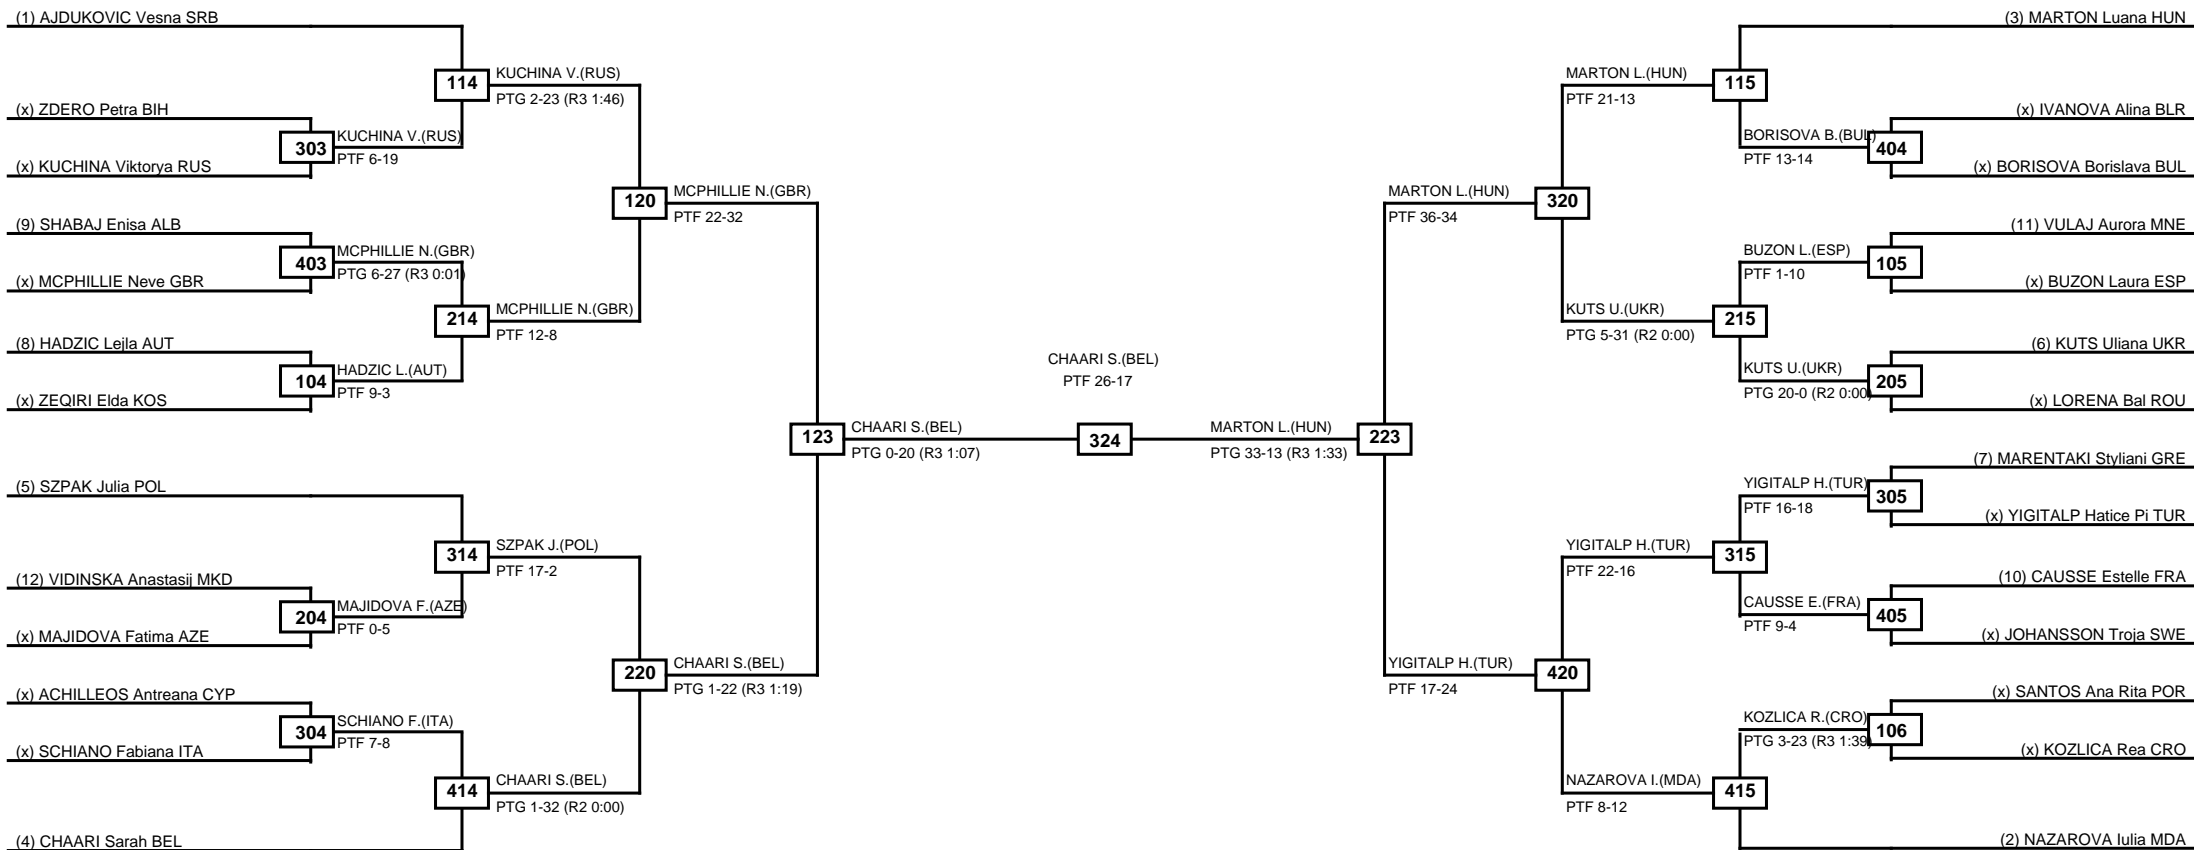 (1) AJDUKOVIC Vesna SRB
114
KUCHINA V.(RUS)
PTG 2-23 (R3 1:46)
(x) ZDERO Petra BIH
303
KUCHINA V.(RUS)
PTF 6-19
(x) KUCHINA Viktorya RUS
120
MCPHILLIE N.(GBR)
PTF 22-32
(9) SHABAJ Enisa ALB
403
MCPHILLIE N.(GBR)
PTG 6-27 (R3 0:01)
(x) MCPHILLIE Neve GBR
214
MCPHILLIE N.(GBR)
PTF 12-8
(8) HADZIC Lejla AUT
104
HADZIC L.(AUT)
PTF 9-3
(x) ZEQIRI Elda KOS
123
CHAARI S.(BEL)
PTG 0-20 (R3 1:07)
(5) SZPAK Julia POL
314
SZPAK J.(POL)
PTF 17-2
(12) VIDINSKA Anastasij MKD
204
MAJIDOVA F.(AZE)
PTF 0-5
(x) MAJIDOVA Fatima AZE
220
CHAARI S.(BEL)
PTG 1-22 (R3 1:19)
(x) ACHILLEOS Antreana CYP
304
SCHIANO F.(ITA)
PTF 7-8
(x) SCHIANO Fabiana ITA
414
CHAARI S.(BEL)
PTG 1-32 (R2 0:00)
(4) CHAARI Sarah BEL
CHAARI S.(BEL)
PTF 26-17
324
(3) MARTON Luana HUN
MARTON L.(HUN)
115
PTF 21-13
(x) IVANOVA Alina BLR
BORISOVA B.(BUL)
404
PTF 13-14
(x) BORISOVA Borislava BUL
MARTON L.(HUN)
320
PTF 36-34
(11) VULAJ Aurora MNE
BUZON L.(ESP)
105
PTF 1-10
(x) BUZON Laura ESP
KUTS U.(UKR)
215
PTG 5-31 (R2 0:00)
(6) KUTS Uliana UKR
KUTS U.(UKR)
205
PTG 20-0 (R2 0:00)
(x) LORENA Bal ROU
MARTON L.(HUN)
223
PTG 33-13 (R3 1:33)
(7) MARENTAKI Styliani GRE
YIGITALP H.(TUR)
305
PTF 16-18
(x) YIGITALP Hatice Pi TUR
YIGITALP H.(TUR)
315
PTF 22-16
(10) CAUSSE Estelle FRA
CAUSSE E.(FRA)
405
PTF 9-4
(x) JOHANSSON Troja SWE
YIGITALP H.(TUR)
420
PTF 17-24
(x) SANTOS Ana Rita POR
KOZLICA R.(CRO)
106
PTG 3-23 (R3 1:39)
(x) KOZLICA Rea CRO
NAZAROVA I.(MDA)
415
PTF 8-12
(2) NAZAROVA Iulia MDA